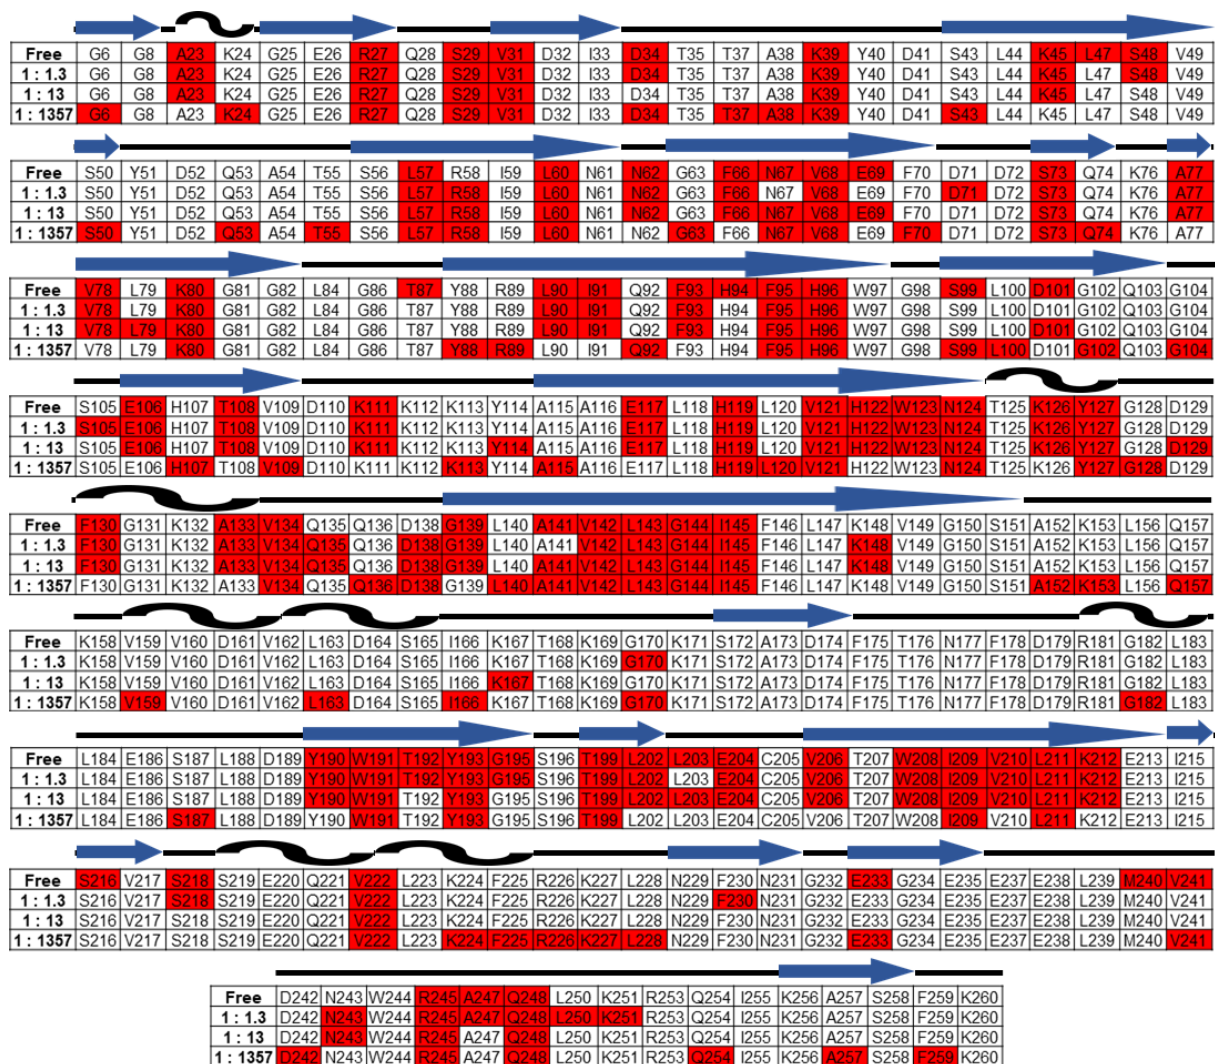 Free G6 G8 A23 K24 G25 E26 R27 Q28 S29 V31 D32 I33 D34 T35 T37 A38 K39 Y40 D41 S43 L44 K45 L47 S48 V49
1 : 1.3 G6 G8 A23 K24 G25 E26 R27 Q28 S29 V31 D32 I33 D34 T35 T37 A38 K39 Y40 D41 S43 L44 K45 L47 S48 V49
1 : 13 G6 G8 A23 K24 G25 E26 R27 Q28 S29 V31 D32 I33 D34 T35 T37 A38 K39 Y40 D41 S43 L44 K45 L47 S48 V49
1 : 1357 G6 G8 A23 K24 G25 E26 R27 Q28 S29 V31 D32 I33 D34 T35 T37 A38 K39 Y40 D41 S43 L44 K45 L47 S48 V49
Free S50 Y51 D52 Q53 A54 T55 S56 L57 R58 I59 L60 N61 N62 G63 F66 N67 V68 E69 F70 D71 D72 S73 Q74 K76 A77
1 : 1.3 S50 Y51 D52 Q53 A54 T55 S56 L57 R58 I59 L60 N61 N62 G63 F66 N67 V68 E69 F70 D71 D72 S73 Q74 K76 A77
1 : 13 S50 Y51 D52 Q53 A54 T55 S56 L57 R58 I59 L60 N61 N62 G63 F66 N67 V68 E69 F70 D71 D72 S73 Q74 K76 A77
1 : 1357 S50 Y51 D52 Q53 A54 T55 S56 L57 R58 I59 L60 N61 N62 G63 F66 N67 V68 E69 F70 D71 D72 S73 Q74 K76 A77
Free V78 L79 K80 G81 G82 L84 G86 T87 Y88 R89 L90 I91 Q92 F93 H94 F95 H96 W97 G98 S99 L100 D101 G102 Q103 G104
1 : 1.3 V78 L79 K80 G81 G82 L84 G86 T87 Y88 R89 L90 I91 Q92 F93 H94 F95 H96 W97 G98 S99 L100 D101 G102 Q103 G104
1 : 13 V78 L79 K80 G81 G82 L84 G86 T87 Y88 R89 L90 I91 Q92 F93 H94 F95 H96 W97 G98 S99 L100 D101 G102 Q103 G104
1 : 1357 V78 L79 K80 G81 G82 L84 G86 T87 Y88 R89 L90 I91 Q92 F93 H94 F95 H96 W97 G98 S99 L100 D101 G102 Q103 G104
Free S105 E106 H107 T108 V109 D110 K111 K112 K113 Y114 A115 A116 E117 L118 H119 L120 V121 H122 W123 N124 T125 K126 Y127 G128 D129
1 : 1.3 S105 E106 H107 T108 V109 D110 K111 K112 K113 Y114 A115 A116 E117 L118 H119 L120 V121 H122 W123 N124 T125 K126 Y127 G128 D129
1 : 13 S105 E106 H107 T108 V109 D110 K111 K112 K113 Y114 A115 A116 E117 L118 H119 L120 V121 H122 W123 N124 T125 K126 Y127 G128 D129
1 : 1357 S105 E106 H107 T108 V109 D110 K111 K112 K113 Y114 A115 A116 E117 L118 H119 L120 V121 H122 W123 N124 T125 K126 Y127 G128 D129
Free F130 G131 K132 A133 V134 Q135 Q136 D138 G139 L140 A141 V142 L143 G144 I145 F146 L147 K148 V149 G150 S151 A152 K153 L156 Q157
1 : 1.3 F130 G131 K132 A133 V134 Q135 Q136 D138 G139 L140 A141 V142 L143 G144 I145 F146 L147 K148 V149 G150 S151 A152 K153 L156 Q157
1 : 13 F130 G131 K132 A133 V134 Q135 Q136 D138 G139 L140 A141 V142 L143 G144 I145 F146 L147 K148 V149 G150 S151 A152 K153 L156 Q157
1 : 1357 F130 G131 K132 A133 V134 Q135 Q136 D138 G139 L140 A141 V142 L143 G144 I145 F146 L147 K148 V149 G150 S151 A152 K153 L156 Q157
Free K158 V159 V160 D161 V162 L163 D164 S165 I166 K167 T168 K169 G170 K171 S172 A173 D174 F175 T176 N177 F178 D179 R181 G182 L183
1 : 1.3 K158 V159 V160 D161 V162 L163 D164 S165 I166 K167 T168 K169 G170 K171 S172 A173 D174 F175 T176 N177 F178 D179 R181 G182 L183
1 : 13 K158 V159 V160 D161 V162 L163 D164 S165 I166 K167 T168 K169 G170 K171 S172 A173 D174 F175 T176 N177 F178 D179 R181 G182 L183
1 : 1357 K158 V159 V160 D161 V162 L163 D164 S165 I166 K167 T168 K169 G170 K171 S172 A173 D174 F175 T176 N177 F178 D179 R181 G182 L183
Free L184 E186 S187 L188 D189 Y190 W191 T192 Y193 G195 S196 T199 L202 L203 E204 C205 V206 T207 W208 I209 V210 L211 K212 E213 I215
1 : 1.3 L184 E186 S187 L188 D189 Y190 W191 T192 Y193 G195 S196 T199 L202 L203 E204 C205 V206 T207 W208 I209 V210 L211 K212 E213 I215
1 : 13 L184 E186 S187 L188 D189 Y190 W191 T192 Y193 G195 S196 T199 L202 L203 E204 C205 V206 T207 W208 I209 V210 L211 K212 E213 I215
1 : 1357 L184 E186 S187 L188 D189 Y190 W191 T192 Y193 G195 S196 T199 L202 L203 E204 C205 V206 T207 W208 I209 V210 L211 K212 E213 I215
Free S216 V217 S218 S219 E220 Q221 V222 L223 K224 F225 R226 K227 L228 N229 F230 N231 G232 E233 G234 E235 E237 E238 L239 M240 V241
1 : 1.3 S216 V217 S218 S219 E220 Q221 V222 L223 K224 F225 R226 K227 L228 N229 F230 N231 G232 E233 G234 E235 E237 E238 L239 M240 V241
1 : 13 S216 V217 S218 S219 E220 Q221 V222 L223 K224 F225 R226 K227 L228 N229 F230 N231 G232 E233 G234 E235 E237 E238 L239 M240 V241
1 : 1357 S216 V217 S218 S219 E220 Q221 V222 L223 K224 F225 R226 K227 L228 N229 F230 N231 G232 E233 G234 E235 E237 E238 L239 M240 V241
Free D242 N243 W244 R245 A247 Q248 L250 K251 R253 Q254 I255 K256 A257 S258 F259 K260
1 : 1.3 D242 N243 W244 R245 A247 Q248 L250 K251 R253 Q254 I255 K256 A257 S258 F259 K260
1 : 13 D242 N243 W244 R245 A247 Q248 L250 K251 R253 Q254 I255 K256 A257 S258 F259 K260
1 : 1357 D242 N243 W244 R245 A247 Q248 L250 K251 R253 Q254 I255 K256 A257 S258 F259 K260